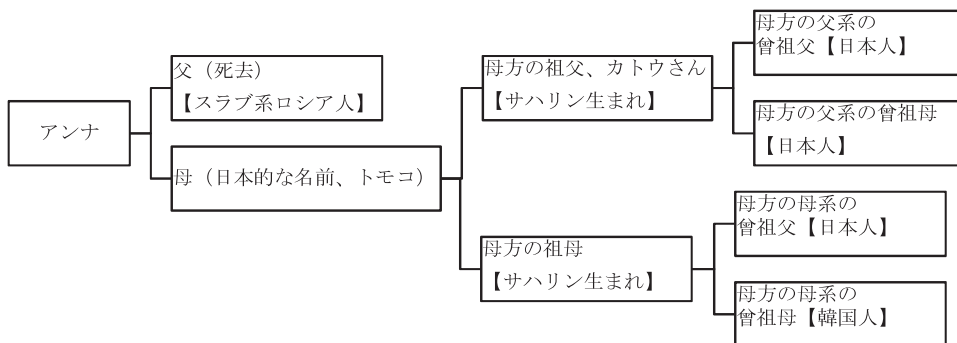 アンナ
父（死去）
【スラブ系ロシア人】
母（日本的な名前、トモコ）
母方の祖父、カトウさん
【サハリン生まれ】
母方の祖母
【サハリン生まれ】
母方の父系の
曾祖父【日本人】
母方の父系の曾祖母
【日本人】
母方の母系の
曾祖父【日本人】
母方の母系の
曾祖母【韓国人】